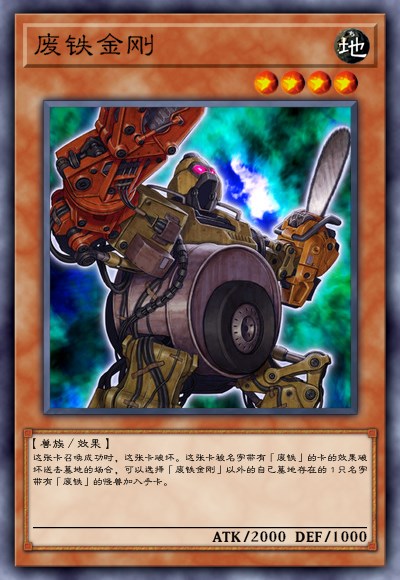 废铁金刚
地
【兽族／效果】
这张卡召唤成功时，这张卡破坏。这张卡被名字带有「废铁」的卡的效果破
坏送去墓地的场合，可以选择「废铁金刚」以外的自己墓地存在的1只名字
带有「废铁」的怪兽加入手卡。
ATK/2000 DEF/1000